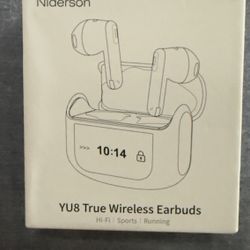 Niderson
>>> 10:14
YU8 True Wireless Earbuds
Hi-Fi | Sports | Running